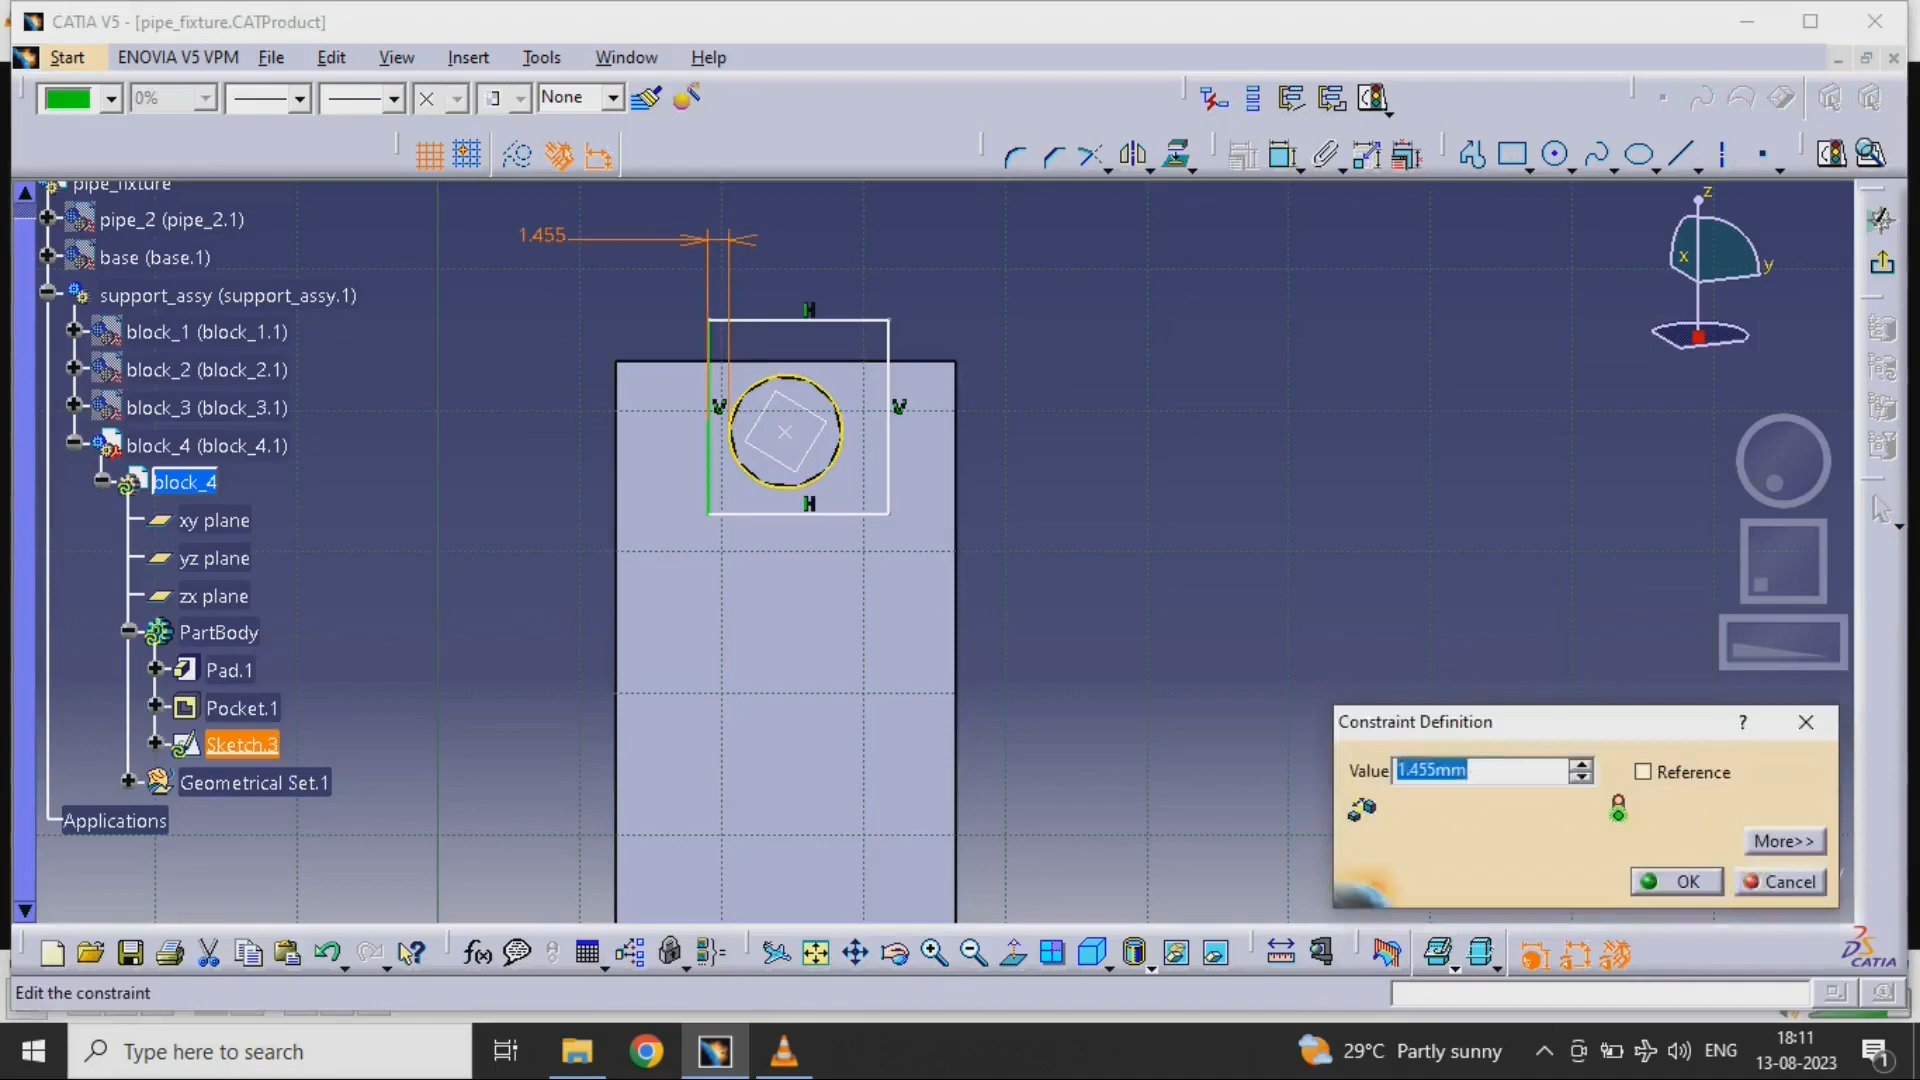 CATIA V5 - [pipe_fixture.CATProduct]
Start ENOVIA V5 VPM File Edit View Insert Tools Window Help
0% None
pipe_fixture
pipe_2 (pipe_2.1)
base (base.1)
support_assy (support_assy.1)
block_1 (block_1.1)
block_2 (block_2.1)
block_3 (block_3.1)
block_4 (block_4.1)
block_4
xy plane
yz plane
zx plane
PartBody
Pad.1
Pocket.1
Sketch.3
Geometrical Set.1
Applications
1.455
H
V V
H
z
x y
Constraint Definition ?
Value 1.455mm Reference
More>>
OK Cancel
f(x)
CATIA
Edit the constraint
Type here to search
29°C Partly sunny
ENG
18:11
13-08-2023
1